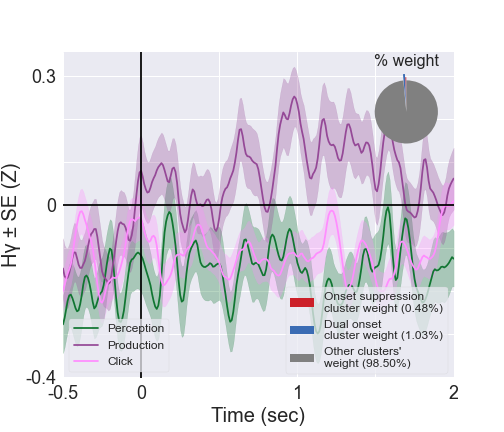 % weight
0.3
0
-0.4
Hγ ± SE (Z)
Perception
Production
Click
Onset suppression
cluster weight (0.48%)
Dual onset
cluster weight (1.03%)
Other clusters'
weight (98.50%)
-0.5
0
1
2
Time (sec)